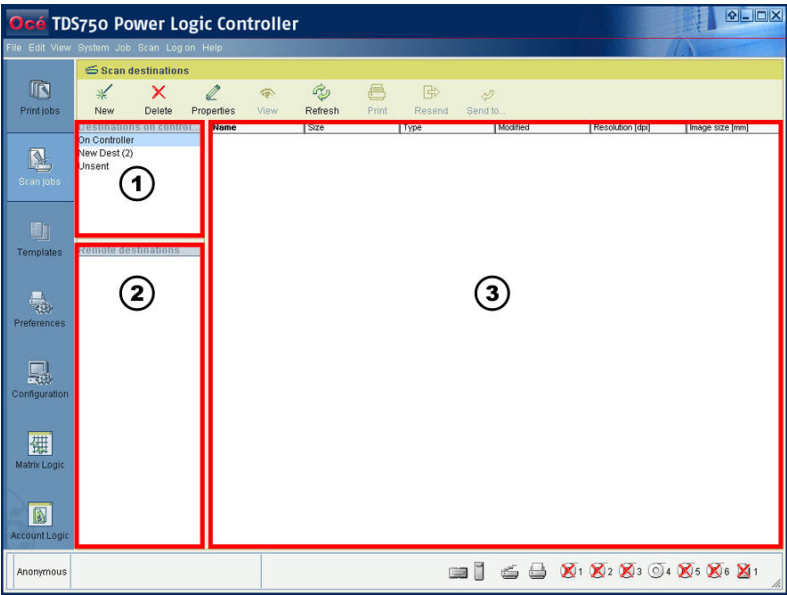 Océ TDS750 Power Logic Controller
File Edit View System Job Scan Log on Help
Scan destinations
New Delete Properties View Refresh Print Resend Send to...
Print jobs
Scan jobs
Templates
Preferences
Configuration
Matrix Logic
Account Logic
Destinations on control...
On Controller
New Dest (2)
Unsent
1
Remote destinations
2
Name Size Type Modified Resolution [dpi] Image size [mm]
3
Anonymous
1 2 3 4 5 6 1